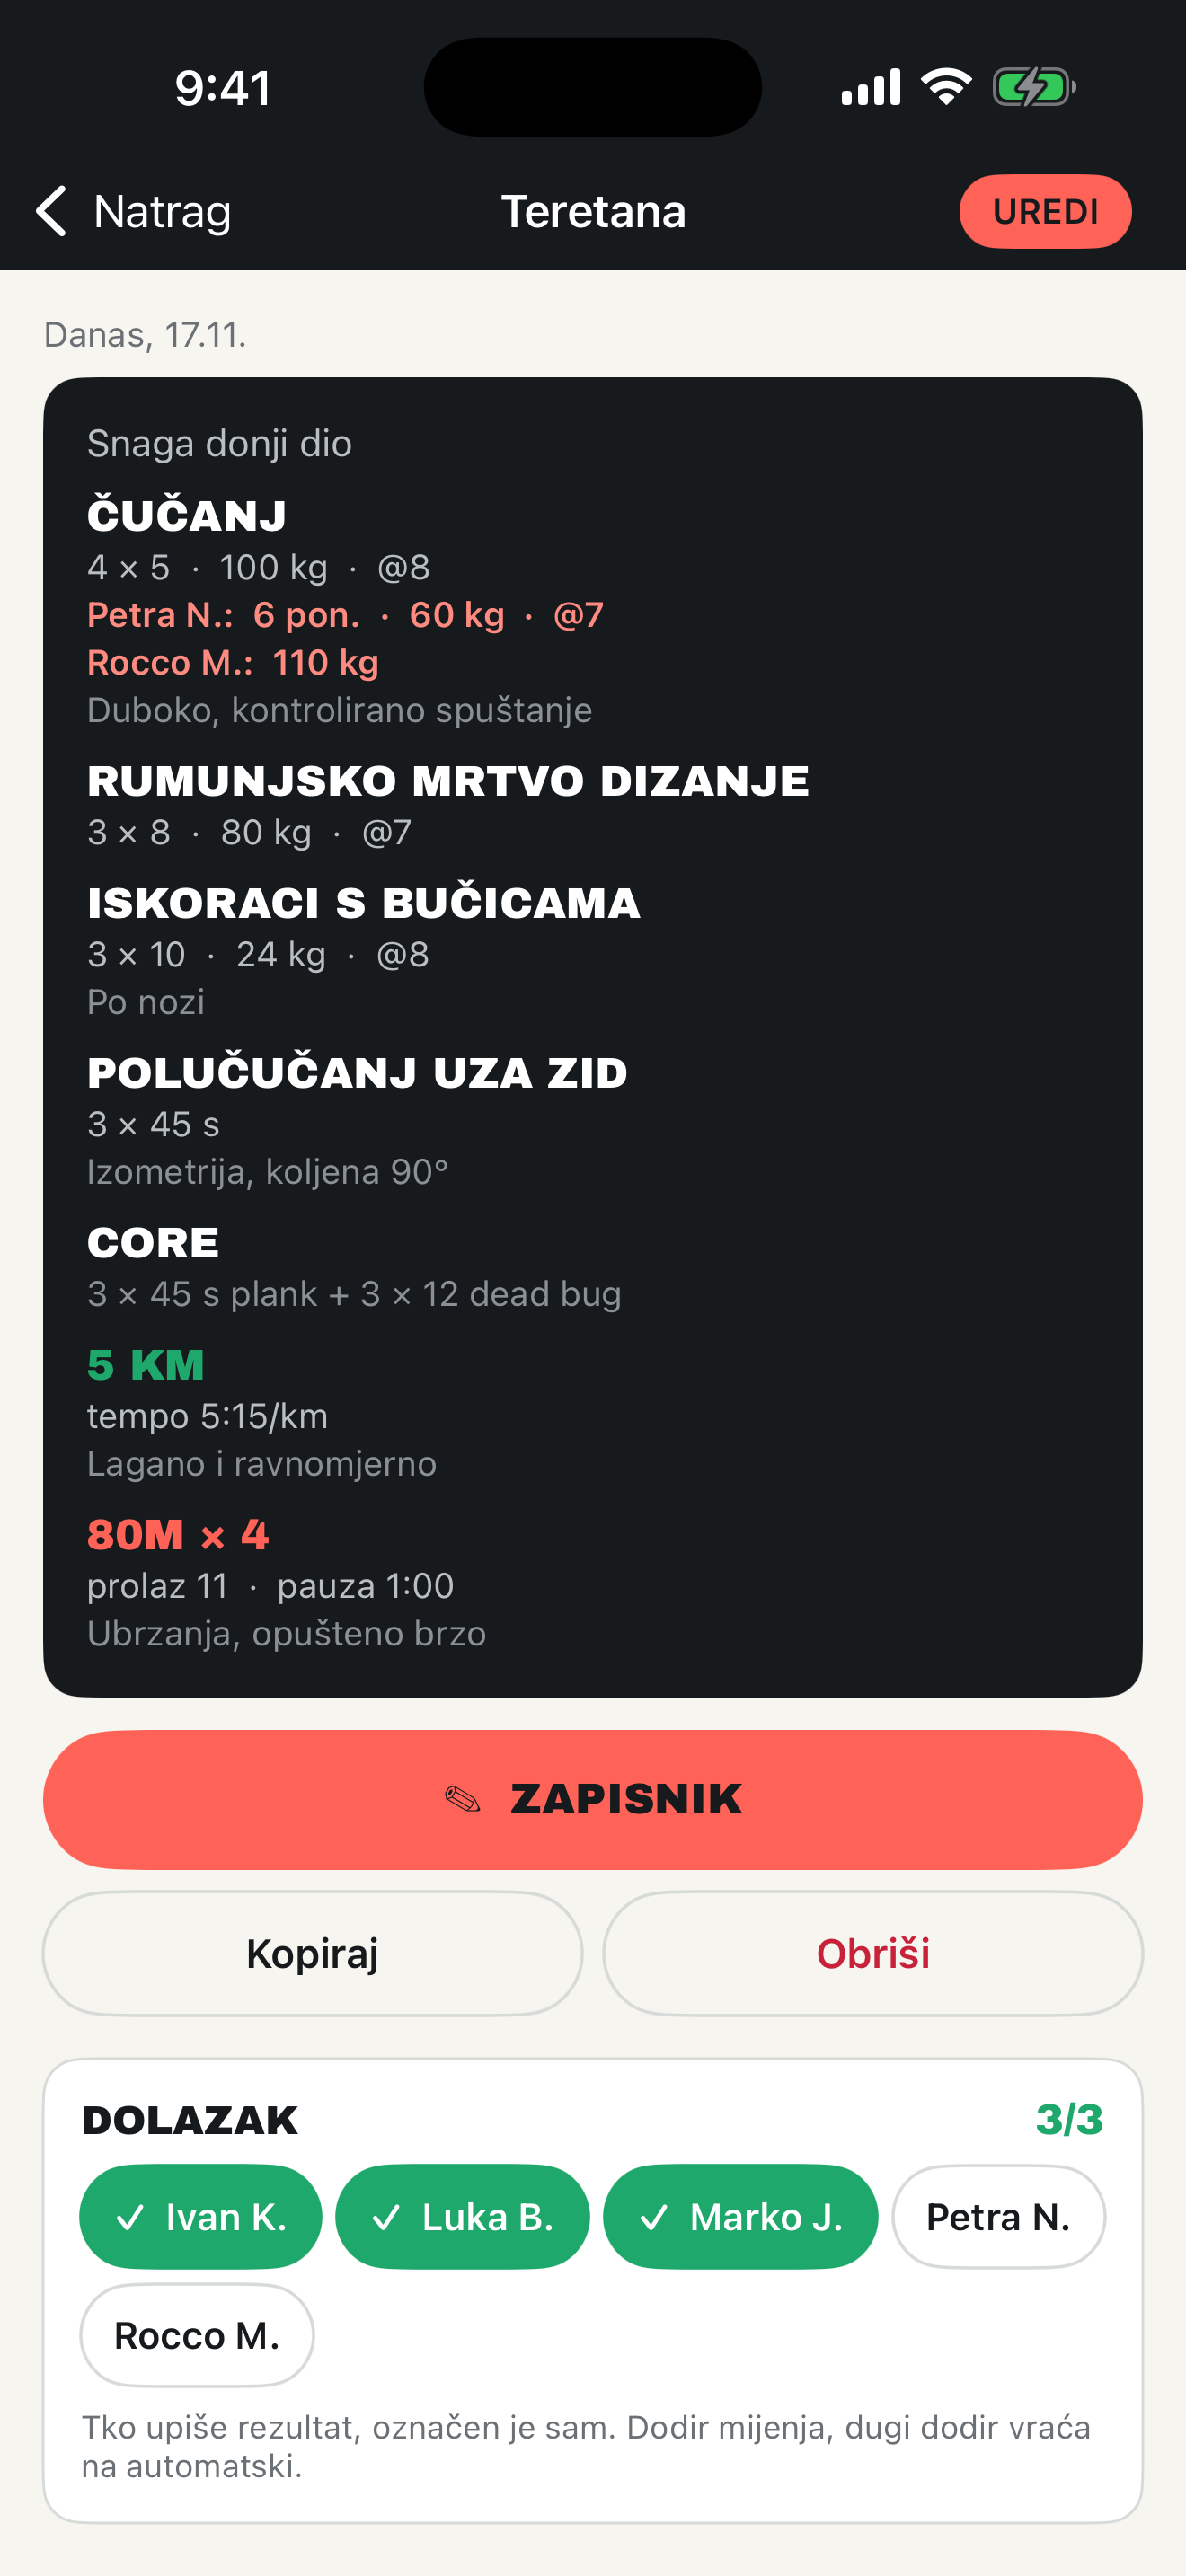 9:41
Natrag
Teretana
UREDI
Danas, 17.11.
Snaga donji dio
ČUČANJ
4 × 5 · 100 kg · @8
Petra N.: 6 pon. · 60 kg · @7
Rocco M.: 110 kg
Duboko, kontrolirano spuštanje
RUMUNJSKO MRTVO DIZANJE
3 × 8 · 80 kg · @7
ISKORACI S BUČICAMA
3 × 10 · 24 kg · @8
Po nozi
POLUČUČANJ UZA ZID
3 × 45 s
Izometrija, koljena 90°
CORE
3 × 45 s plank + 3 × 12 dead bug
5 KM
tempo 5:15/km
Lagano i ravnomjerno
80M × 4
prolaz 11 · pauza 1:00
Ubrzanja, opušteno brzo
✎ ZAPISNIK
Kopiraj
Obriši
DOLAZAK
3/3
✓ Ivan K.
✓ Luka B.
✓ Marko J.
Petra N.
Rocco M.
Tko upiše rezultat, označen je sam. Dodir mijenja, dugi dodir vraća
na automatski.